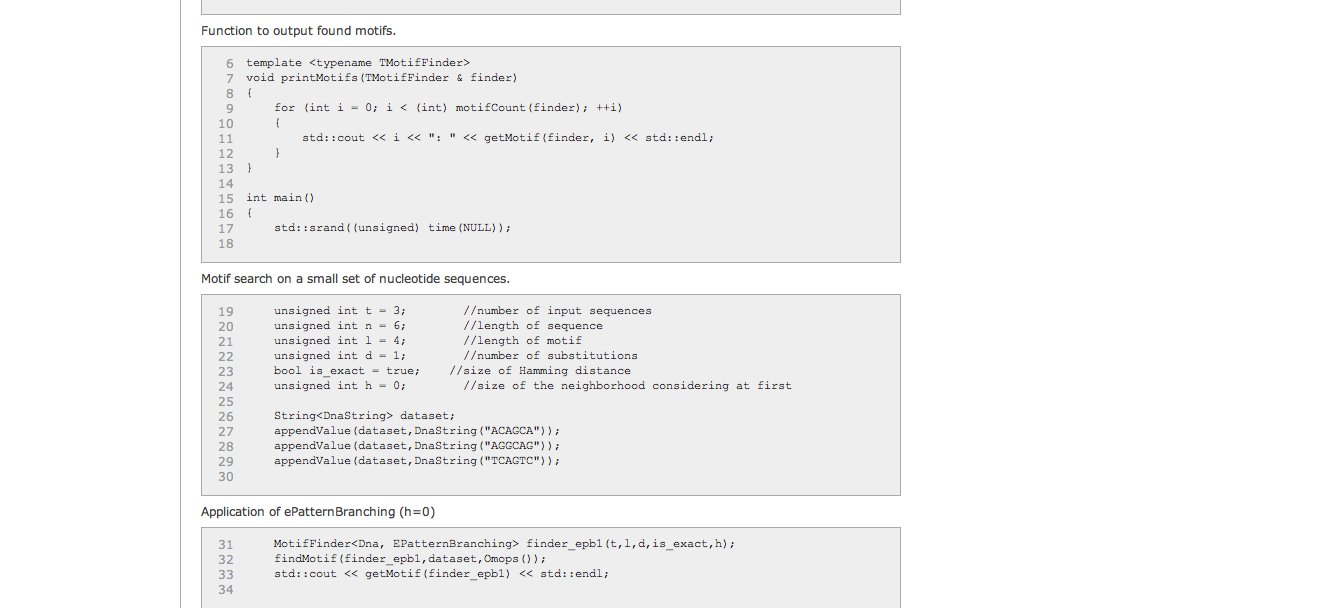 Function to output found motifs.
6 template <typename TMotifFinder>
7 void printMotifs(TMotifFinder & finder)
8 {
9     for (int i = 0; i < (int) motifCount(finder); ++i)
10     {
11         std::cout << i << ": " << getMotif(finder, i) << std::endl;
12     }
13 }
14
15 int main()
16 {
17     std::srand((unsigned) time(NULL));
18
Motif search on a small set of nucleotide sequences.
19     unsigned int t = 3;        //number of input sequences
20     unsigned int n = 6;        //length of sequence
21     unsigned int l = 4;        //length of motif
22     unsigned int d = 1;        //number of substitutions
23     bool is_exact = true;    //size of Hamming distance
24     unsigned int h = 0;        //size of the neighborhood considering at first
25
26     String<DnaString> dataset;
27     appendValue(dataset,DnaString("ACAGCA"));
28     appendValue(dataset,DnaString("AGGCAG"));
29     appendValue(dataset,DnaString("TCAGTC"));
30
Application of ePatternBranching (h=0)
31     MotifFinder<Dna, EPatternBranching> finder_epb1(t,l,d,is_exact,h);
32     findMotif(finder_epb1,dataset,Omops());
33     std::cout << getMotif(finder_epb1) << std::endl;
34